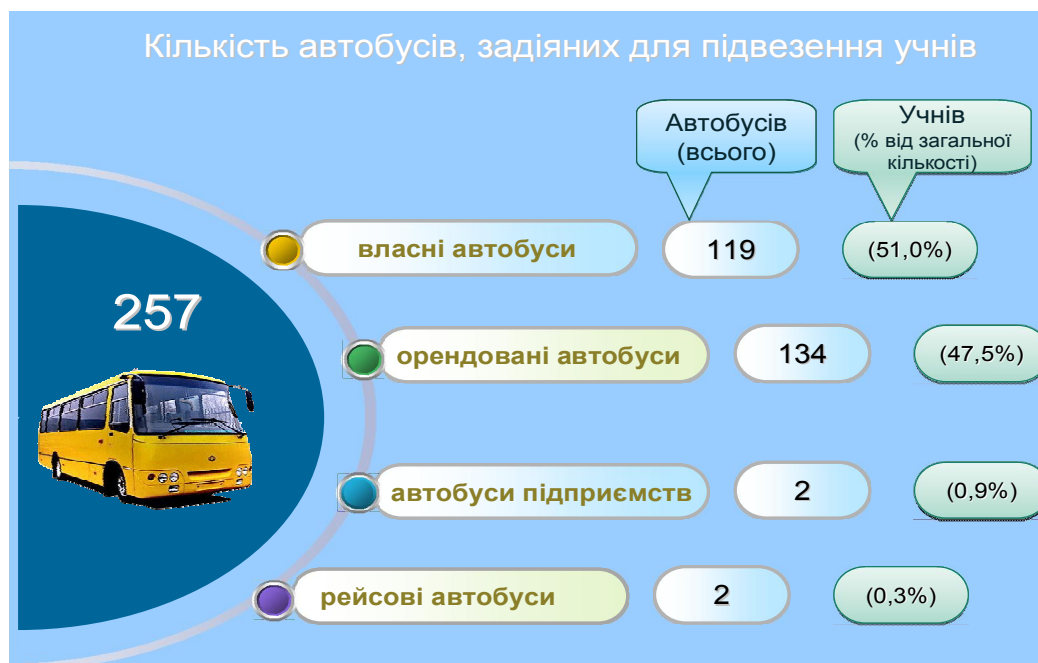 Кількість автобусів, задіяних для підвезення учнів
Автобусів
(всього)
Учнів
(% від загальної
кількості)
власні автобуси 119 (51,0%)
257
орендовані автобуси 134 (47,5%)
автобуси підприємств 2 (0,9%)
рейсові автобуси 2 (0,3%)